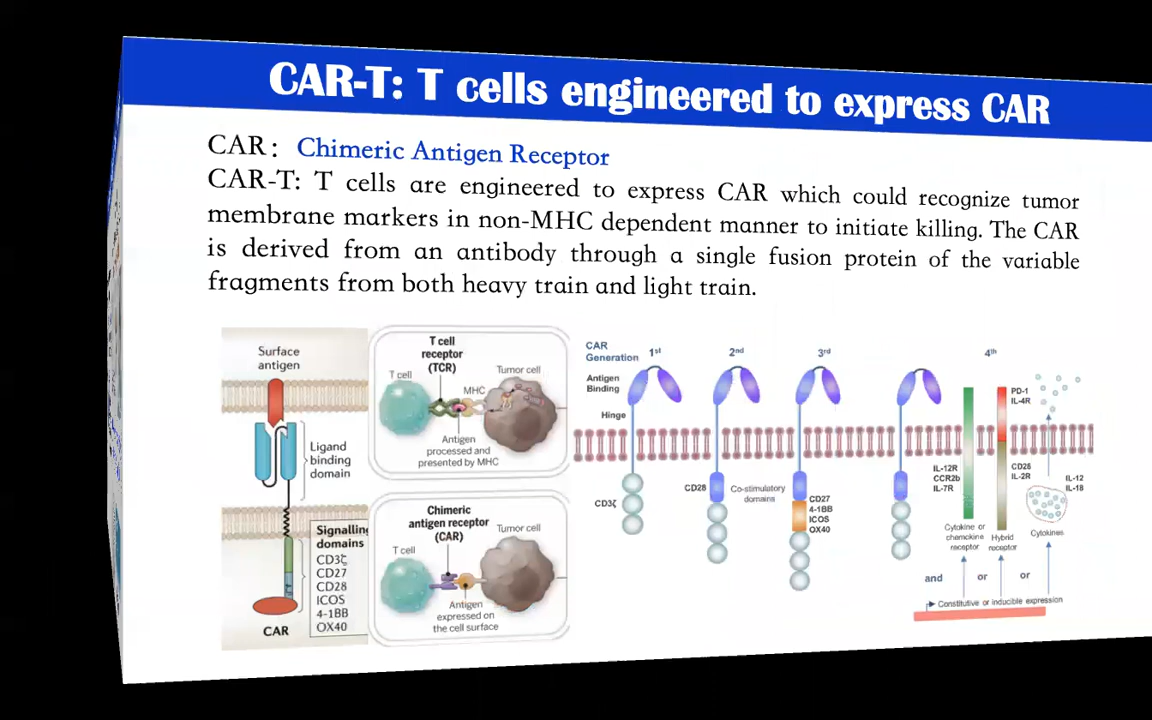 CAR-T: T cells engineered to express CAR
CAR: Chimeric Antigen Receptor
CAR-T: T cells are engineered to express CAR which could recognize tumor
membrane markers in non-MHC dependent manner to initiate killing. The CAR
is derived from an antibody through a single fusion protein of the variable
fragments from both heavy train and light train.
Surface
antigen
Ligand
binding
domain
Signalling
domains
CD3ζ
CD27
CD28
ICOS
4-1BB
OX40
CAR
T cell
receptor
(TCR)
T cell
Tumor cell
MHC
Antigen
processed and
presented by MHC
Chimeric
antigen receptor
(CAR)
T cell
Tumor cell
Antigen
expressed on
the cell surface
CAR
Generation
1st
2nd
3rd
4th
Antigen
Binding
Hinge
CD3ζ
CD28
Co-stimulatory
domains
CD27
4-1BB
ICOS
OX40
IL-12R
CCR2b
IL-7R
PD-1
IL-4R
CD28
IL-2R
IL-12
IL-18
Cytokine or
chemokine
receptor
Hybrid
receptor
Cytokines
and
or
or
Constitutive or inducible expression